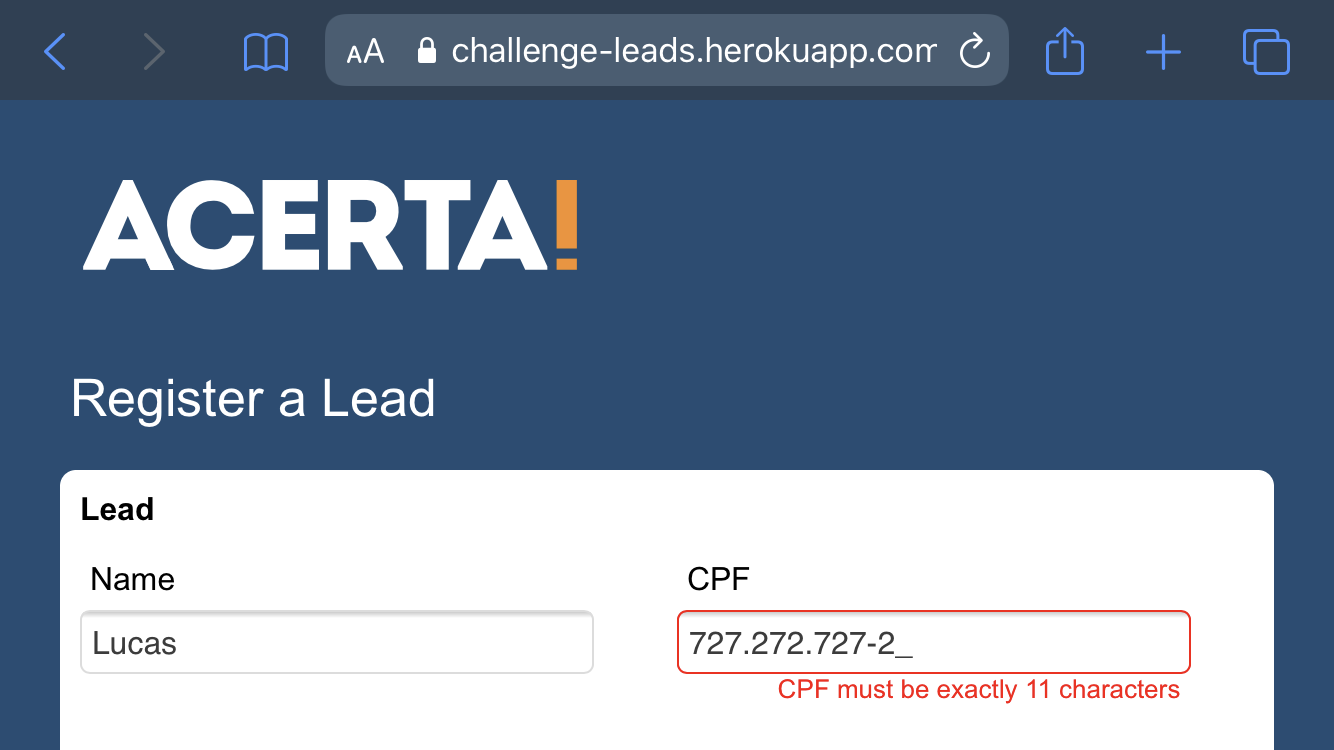 AA challenge-leads.herokuapp.com
ACERTA!
Register a Lead
Lead
Name
CPF
Lucas
727.272.727-2_
CPF must be exactly 11 characters